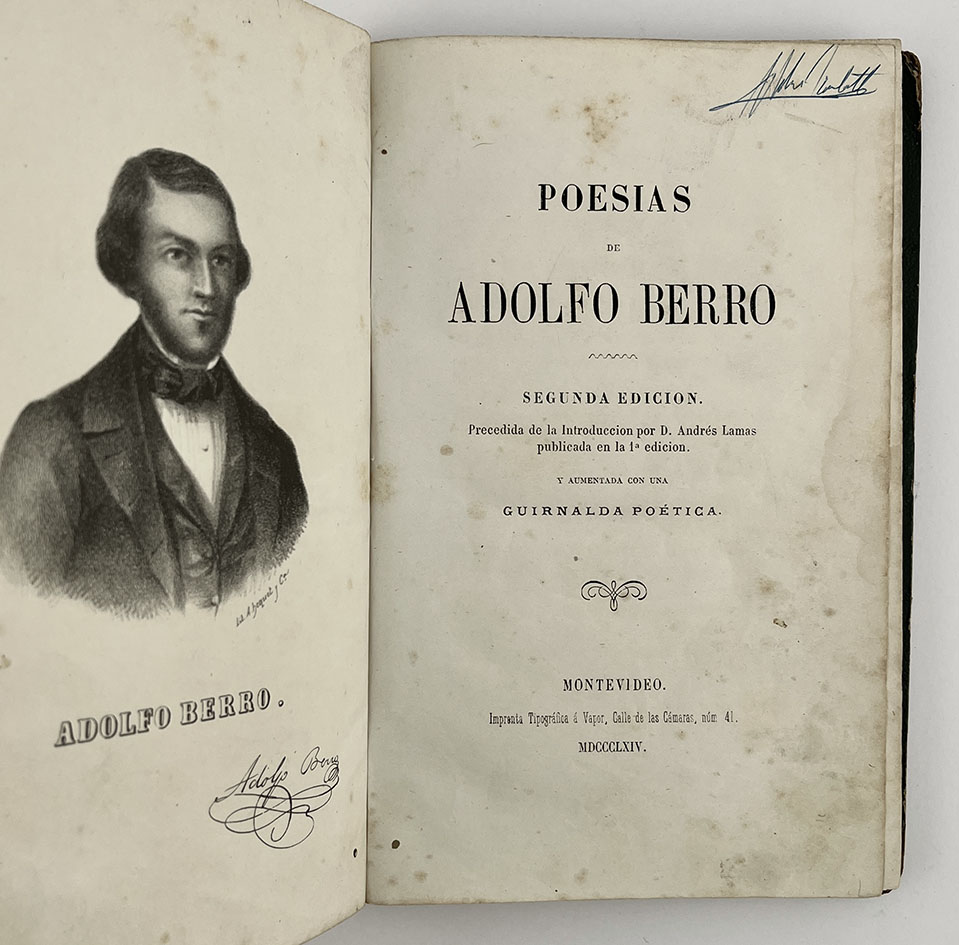 y Ca
ADOLFO BERRO.
Adolfo Berro
POESIAS
DE
ADOLFO BERRO
SEGUNDA EDICION.
Precedida de la Introduccion por D. Andrés Lamas
publicada en la 1ª edicion.
Y AUMENTADA CON UNA
GUIRNALDA POÉTICA.
MONTEVIDEO.
Imprenta Tipográfica á Vapor, Calle de las Cámaras, núm 41.
MDCCCLXIV.